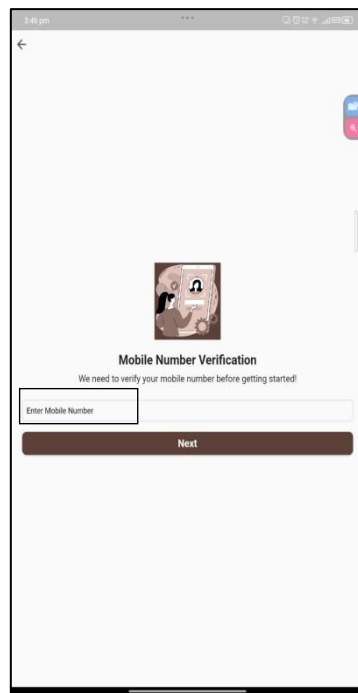 3:46 pm
Mobile Number Verification
We need to verify your mobile number before getting started!
Enter Mobile Number
Next